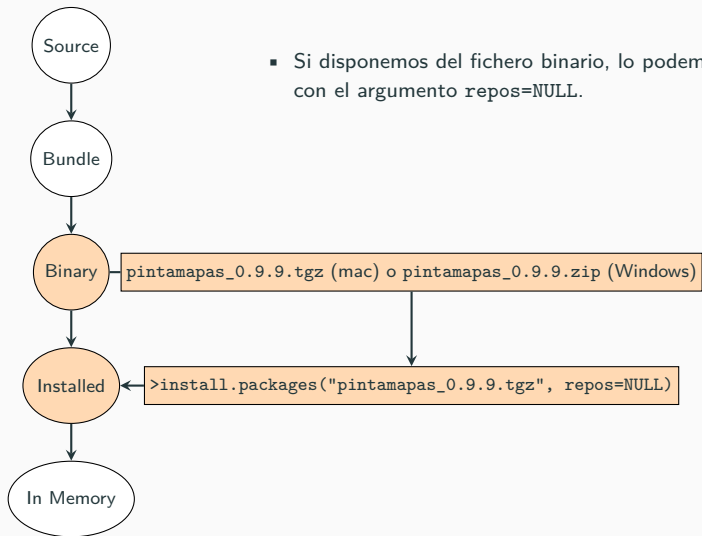 Source
▪ Si disponemos del fichero binario, lo podem
con el argumento repos=NULL.
Bundle
Binary
pintamapas_0.9.9.tgz (mac) o pintamapas_0.9.9.zip (Windows)
Installed
>install.packages("pintamapas_0.9.9.tgz", repos=NULL)
In Memory